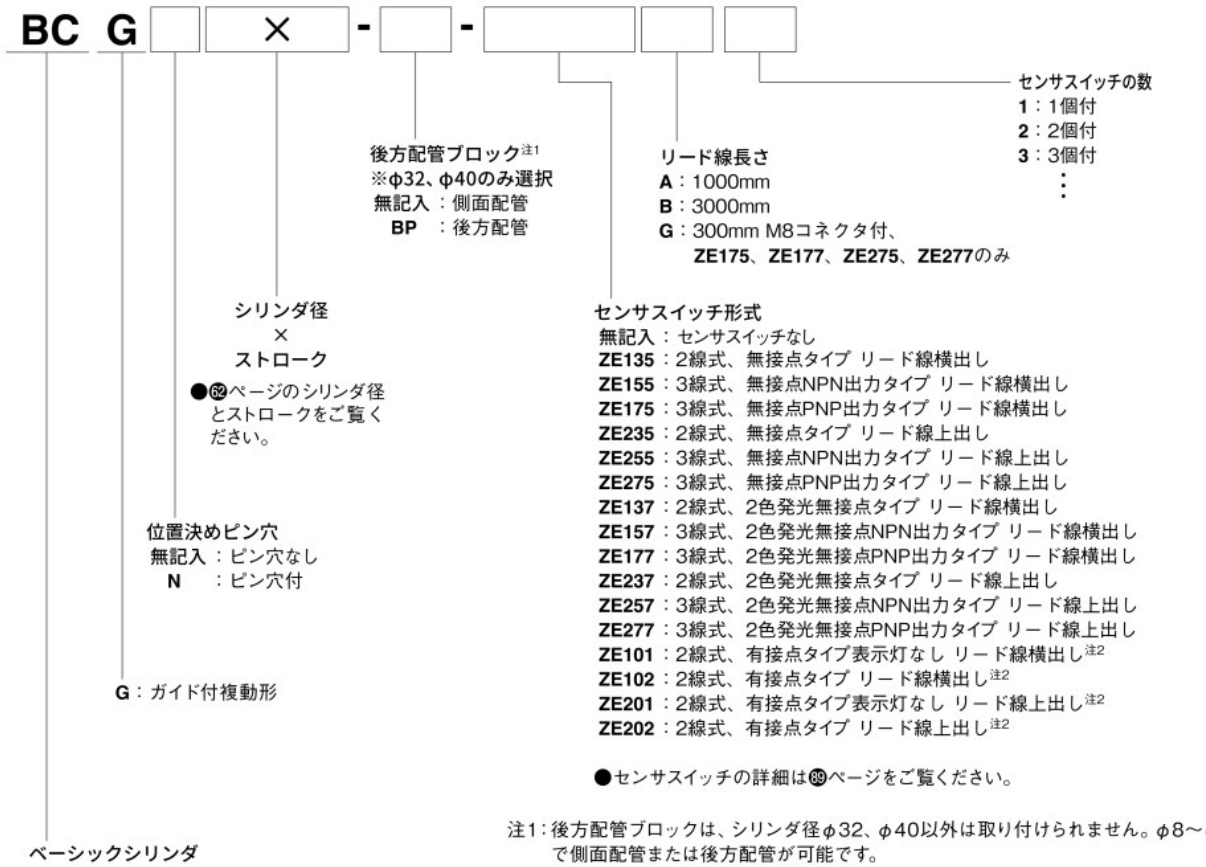 BC G × - -
センサスイッチの数
1：1個付
2：2個付
3：3個付
⋮
後方配管ブロック注1
※φ32、φ40のみ選択
無記入：側面配管
BP ：後方配管
リード線長さ
A：1000mm
B：3000mm
G：300mm M8コネクタ付、
ZE175、ZE177、ZE275、ZE277のみ
シリンダ径
×
ストローク
●62ページのシリンダ径
とストロークをご覧く
ださい。
センサスイッチ形式
無記入：センサスイッチなし
ZE135：2線式、無接点タイプ リード線横出し
ZE155：3線式、無接点NPN出力タイプ リード線横出し
ZE175：3線式、無接点PNP出力タイプ リード線横出し
ZE235：2線式、無接点タイプ リード線上出し
ZE255：3線式、無接点NPN出力タイプ リード線上出し
ZE275：3線式、無接点PNP出力タイプ リード線上出し
ZE137：2線式、2色発光無接点タイプ リード線横出し
ZE157：3線式、2色発光無接点NPN出力タイプ リード線横出し
ZE177：3線式、2色発光無接点PNP出力タイプ リード線横出し
ZE237：2線式、2色発光無接点タイプ リード線上出し
ZE257：3線式、2色発光無接点NPN出力タイプ リード線上出し
ZE277：3線式、2色発光無接点PNP出力タイプ リード線上出し
ZE101：2線式、有接点タイプ表示灯なし リード線横出し注2
ZE102：2線式、有接点タイプ リード線横出し注2
ZE201：2線式、有接点タイプ表示灯なし リード線上出し注2
ZE202：2線式、有接点タイプ リード線上出し注2
●センサスイッチの詳細は89ページをご覧ください。
位置決めピン穴
無記入：ピン穴なし
N ：ピン穴付
G：ガイド付複動形
ベーシックシリンダ
注1：後方配管ブロックは、シリンダ径φ32、φ40以外は取り付けられません。φ8〜
で側面配管または後方配管が可能です。